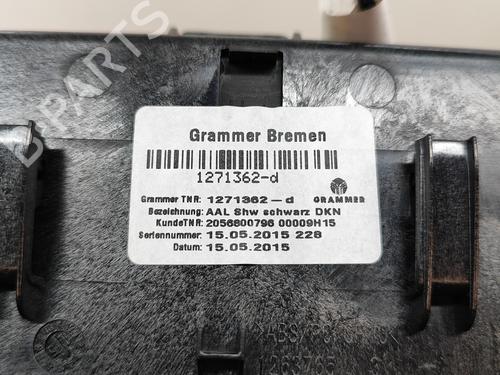 D-PARTS
Grammer Bremen
1271362-d
Grammer TNR: 1271362-d
GRAMMER
Bezeichnung: AAL Shw schwarz DKN
KundeTNR: 2056800796 00009H15
Seriennummer: 15.05.2015 228
Datum: 15.05.2015